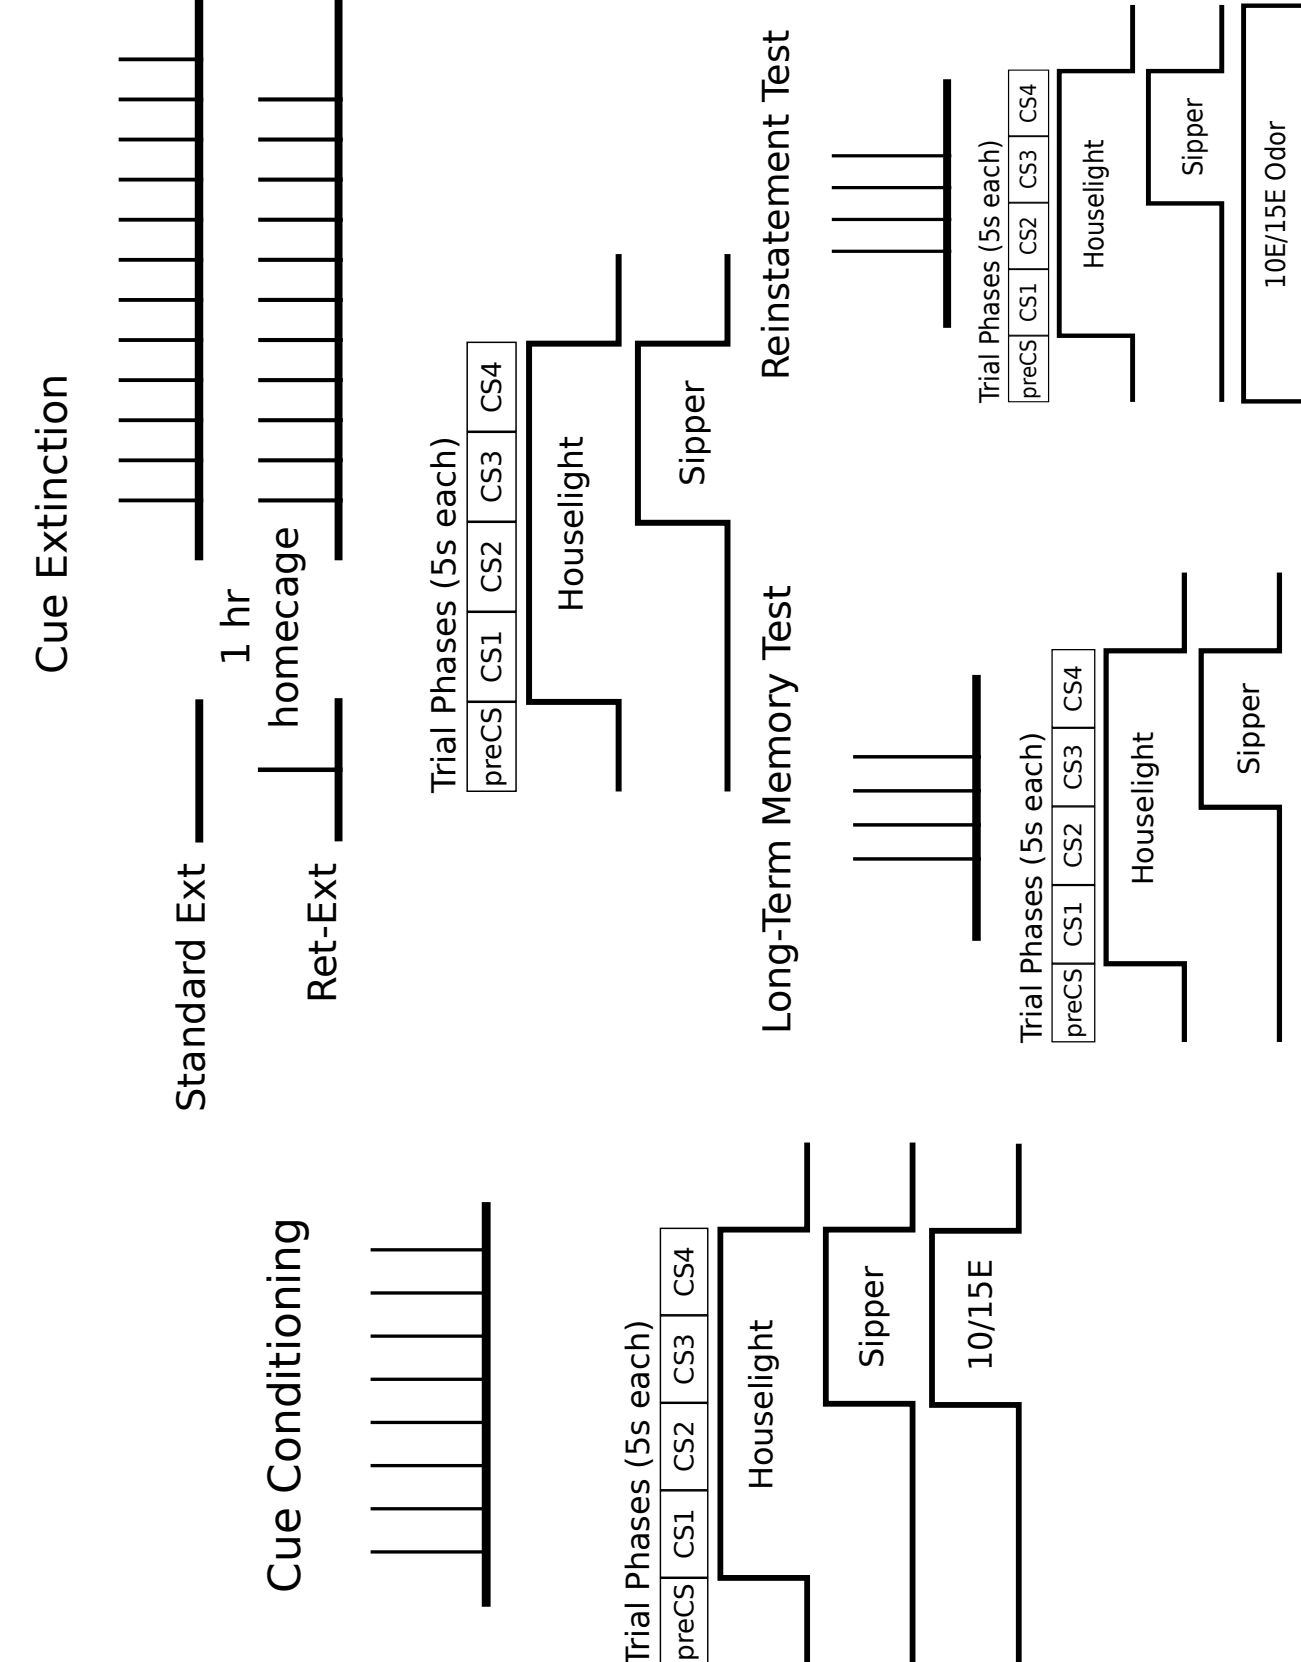 Cue Conditioning
Trial Phases (5s each)
preCS CS1 CS2 CS3 CS4
Houselight
Sipper
10/15E
Cue Extinction
Standard Ext
1 hr
homecage
Ret-Ext
Trial Phases (5s each)
preCS CS1 CS2 CS3 CS4
Houselight
Sipper
Long-Term Memory Test
Trial Phases (5s each)
preCS CS1 CS2 CS3 CS4
Houselight
Sipper
Reinstatement Test
Trial Phases (5s each)
preCS CS1 CS2 CS3 CS4
Houselight
Sipper
10E/15E Odor